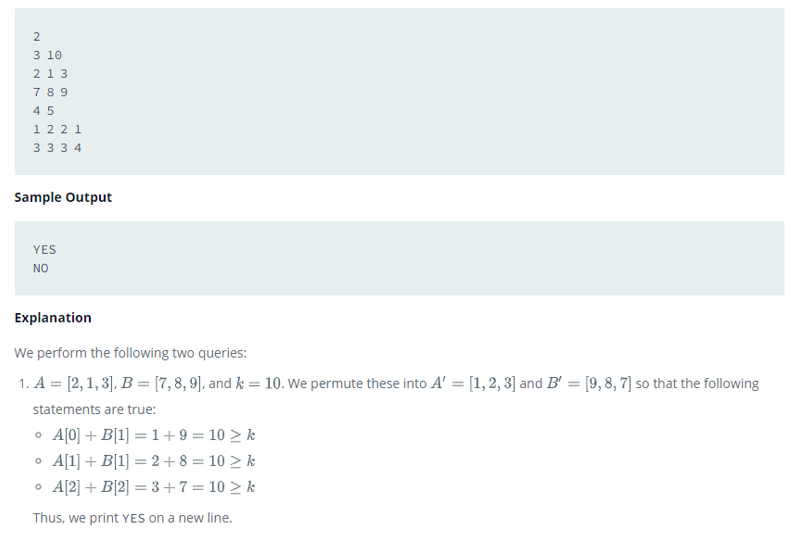 2
3 10
2 1 3
7 8 9
4 5
1 2 2 1
3 3 3 4
Sample Output
YES
NO
Explanation
We perform the following two queries:
1. A = [2, 1, 3], B = [7, 8, 9], and k = 10. We permute these into A′ = [1, 2, 3] and B′ = [9, 8, 7] so that the following
statements are true:
◦ A[0] + B[1] = 1 + 9 = 10 ≥ k
◦ A[1] + B[1] = 2 + 8 = 10 ≥ k
◦ A[2] + B[2] = 3 + 7 = 10 ≥ k
Thus, we print YES on a new line.